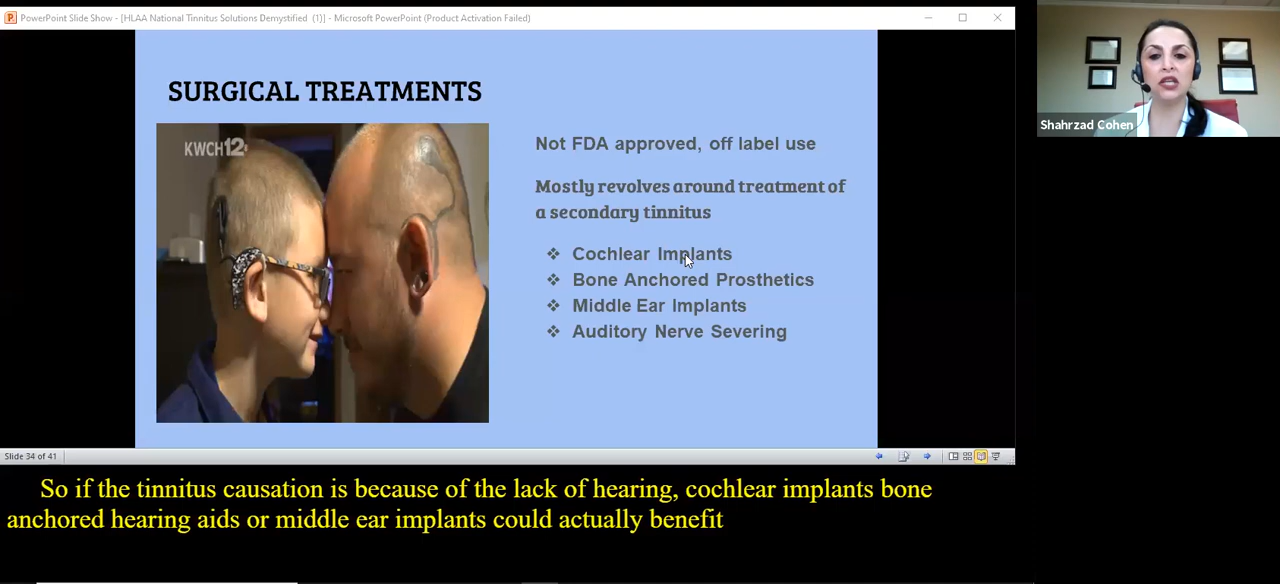 PowerPoint Slide Show - [HLAA National Tinnitus Solutions Demystified (1)] - Microsoft PowerPoint (Product Activation Failed)
SURGICAL TREATMENTS
KWCH12
Not FDA approved, off label use
Mostly revolves around treatment of
a secondary tinnitus
❖ Cochlear Implants
❖ Bone Anchored Prosthetics
❖ Middle Ear Implants
❖ Auditory Nerve Severing
Shahrzad Cohen
Slide 34 of 41
So if the tinnitus causation is because of the lack of hearing, cochlear implants bone
anchored hearing aids or middle ear implants could actually benefit